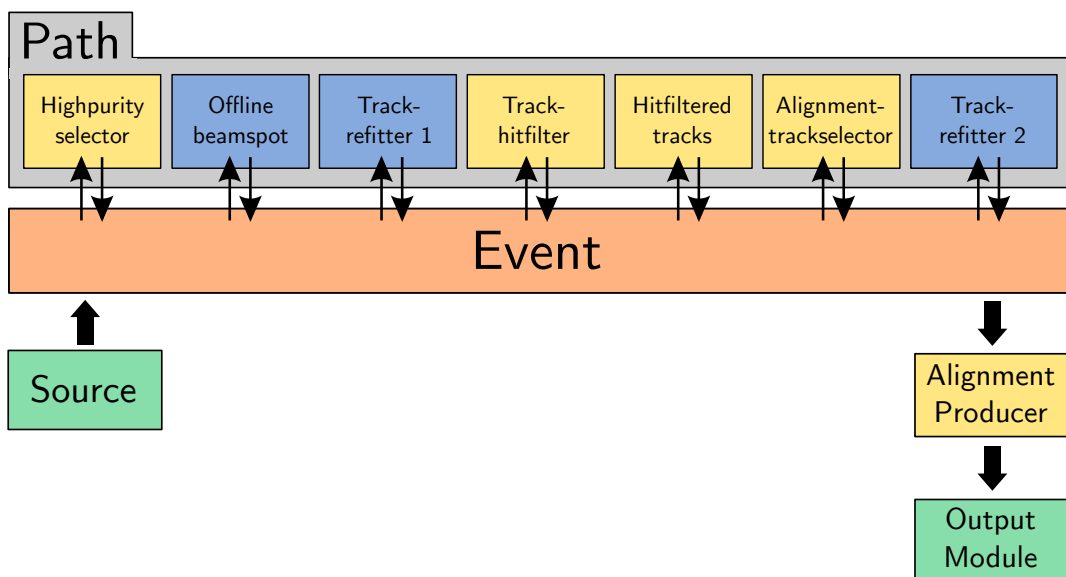 Path
Highpurity
selector
Offline
beamspot
Track-
refitter 1
Track-
hitfilter
Hitfiltered
tracks
Alignment-
trackselector
Track-
refitter 2
Event
Source
Alignment
Producer
Output
Module